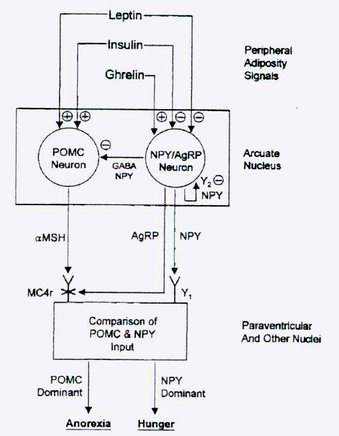 Leptin
Insulin
Ghrelin
Peripheral
Adiposity
Signals
⊕ ⊕ ⊕ ⊖ ⊖
POMC
Neuron
⊖
GABA
NPY
NPY/AgRP
Neuron
Y2 ⊖
NPY
Arcuate
Nucleus
αMSH
AgRP
NPY
MC4r
Y1
Comparison of
POMC & NPY
Input
Paraventricular
And Other Nuclei
POMC
Dominant
NPY
Dominant
Anorexia
Hunger